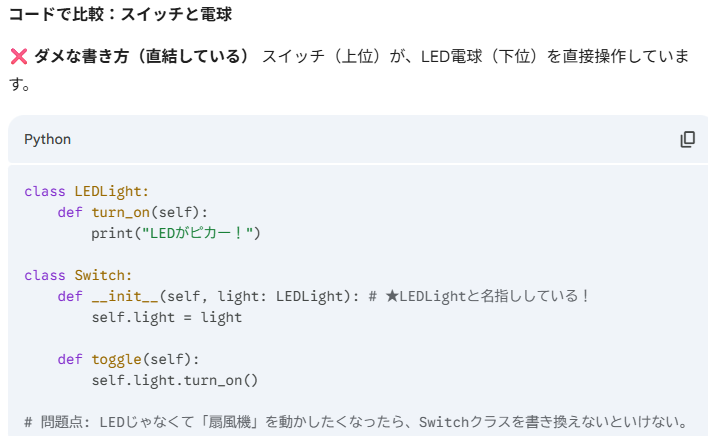 コードで比較：スイッチと電球
❌ ダメな書き方（直結している） スイッチ（上位）が、LED電球（下位）を直接操作していま
す。
Python
class LEDLight:
    def turn_on(self):
        print("LEDがピカー！")
class Switch:
    def __init__(self, light: LEDLight): # ★LEDLightと名指ししている！
        self.light = light
    def toggle(self):
        self.light.turn_on()
# 問題点: LEDじゃなくて「扇風機」を動かしたくなったら、Switchクラスを書き換えないといけない。